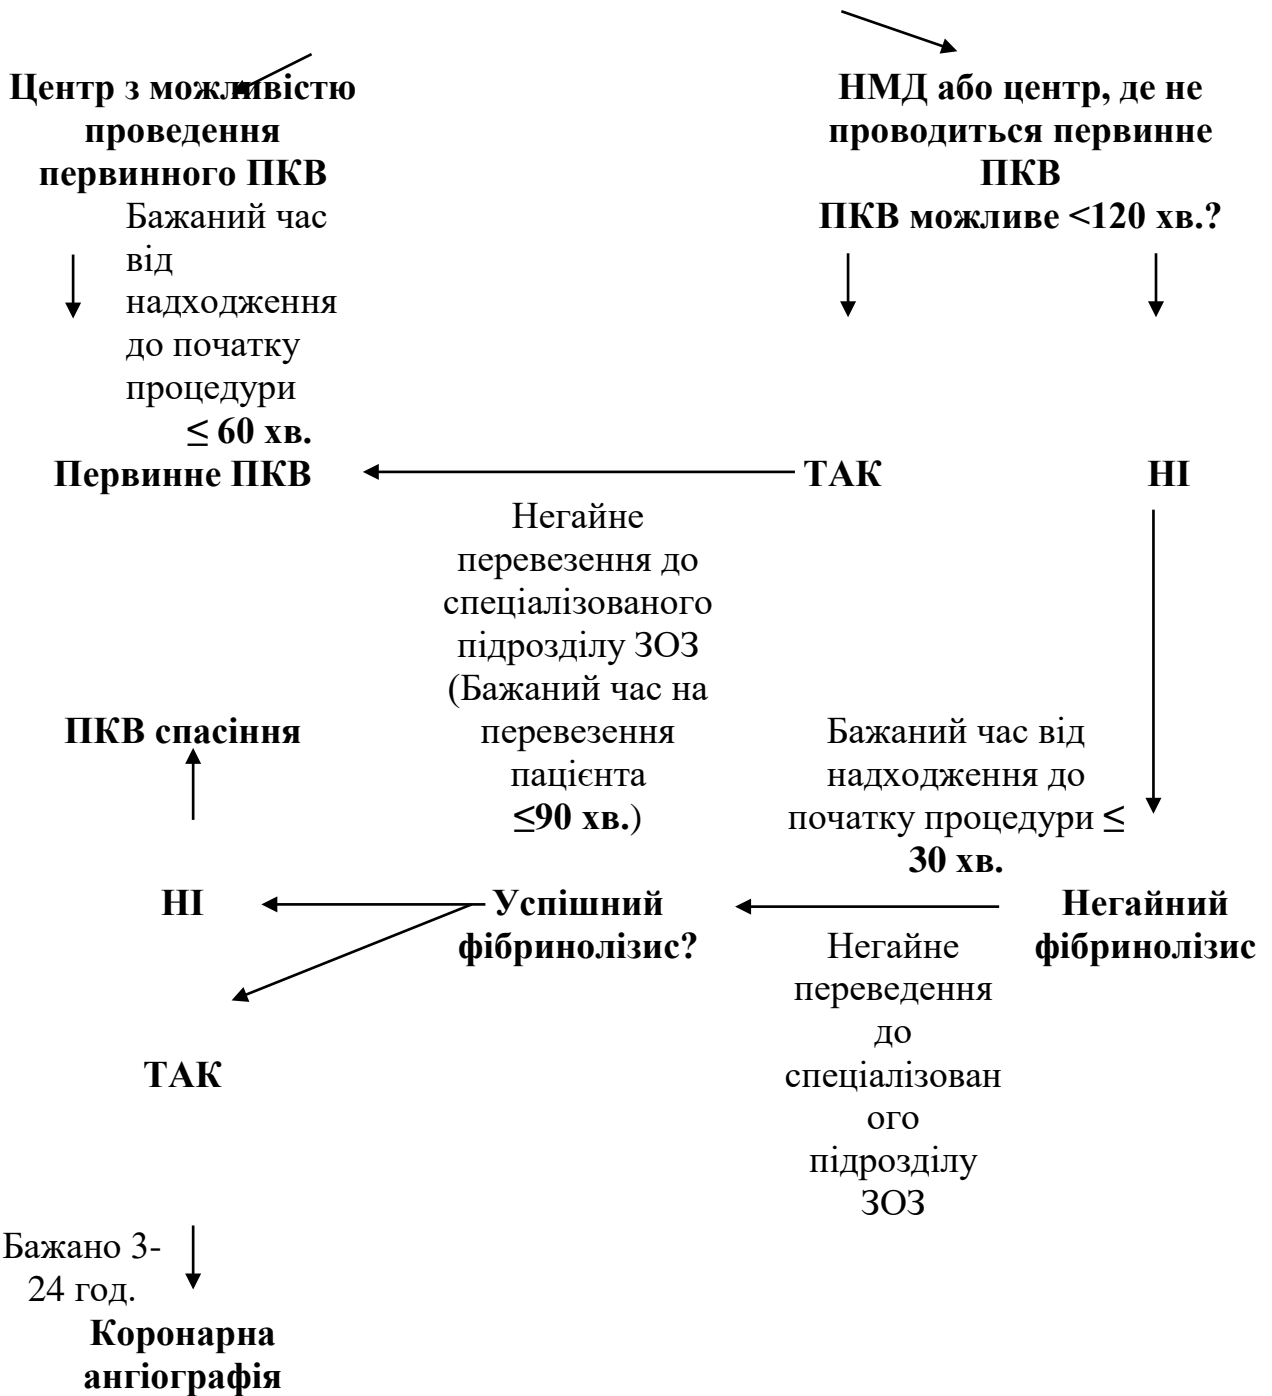 Центр з можливістю
проведення
первинного ПКВ
Бажаний час
від
надходження
до початку
процедури
≤ 60 хв.
НМД або центр, де не
проводиться первинне
ПКВ
ПКВ можливе <120 хв.?
Первинне ПКВ
ТАК
НІ
Негайне
перевезення до
спеціалізованого
підрозділу ЗОЗ
(Бажаний час на
перевезення
пацієнта
≤90 хв.)
ПКВ спасіння
Бажаний час від
надходження до
початку процедури ≤
30 хв.
НІ
Успішний
фібринолізис?
Негайний
фібринолізис
Негайне
переведення
до
спеціалізован
ого
підрозділу
ЗОЗ
ТАК
Бажано 3-
24 год.
Коронарна
ангіографія